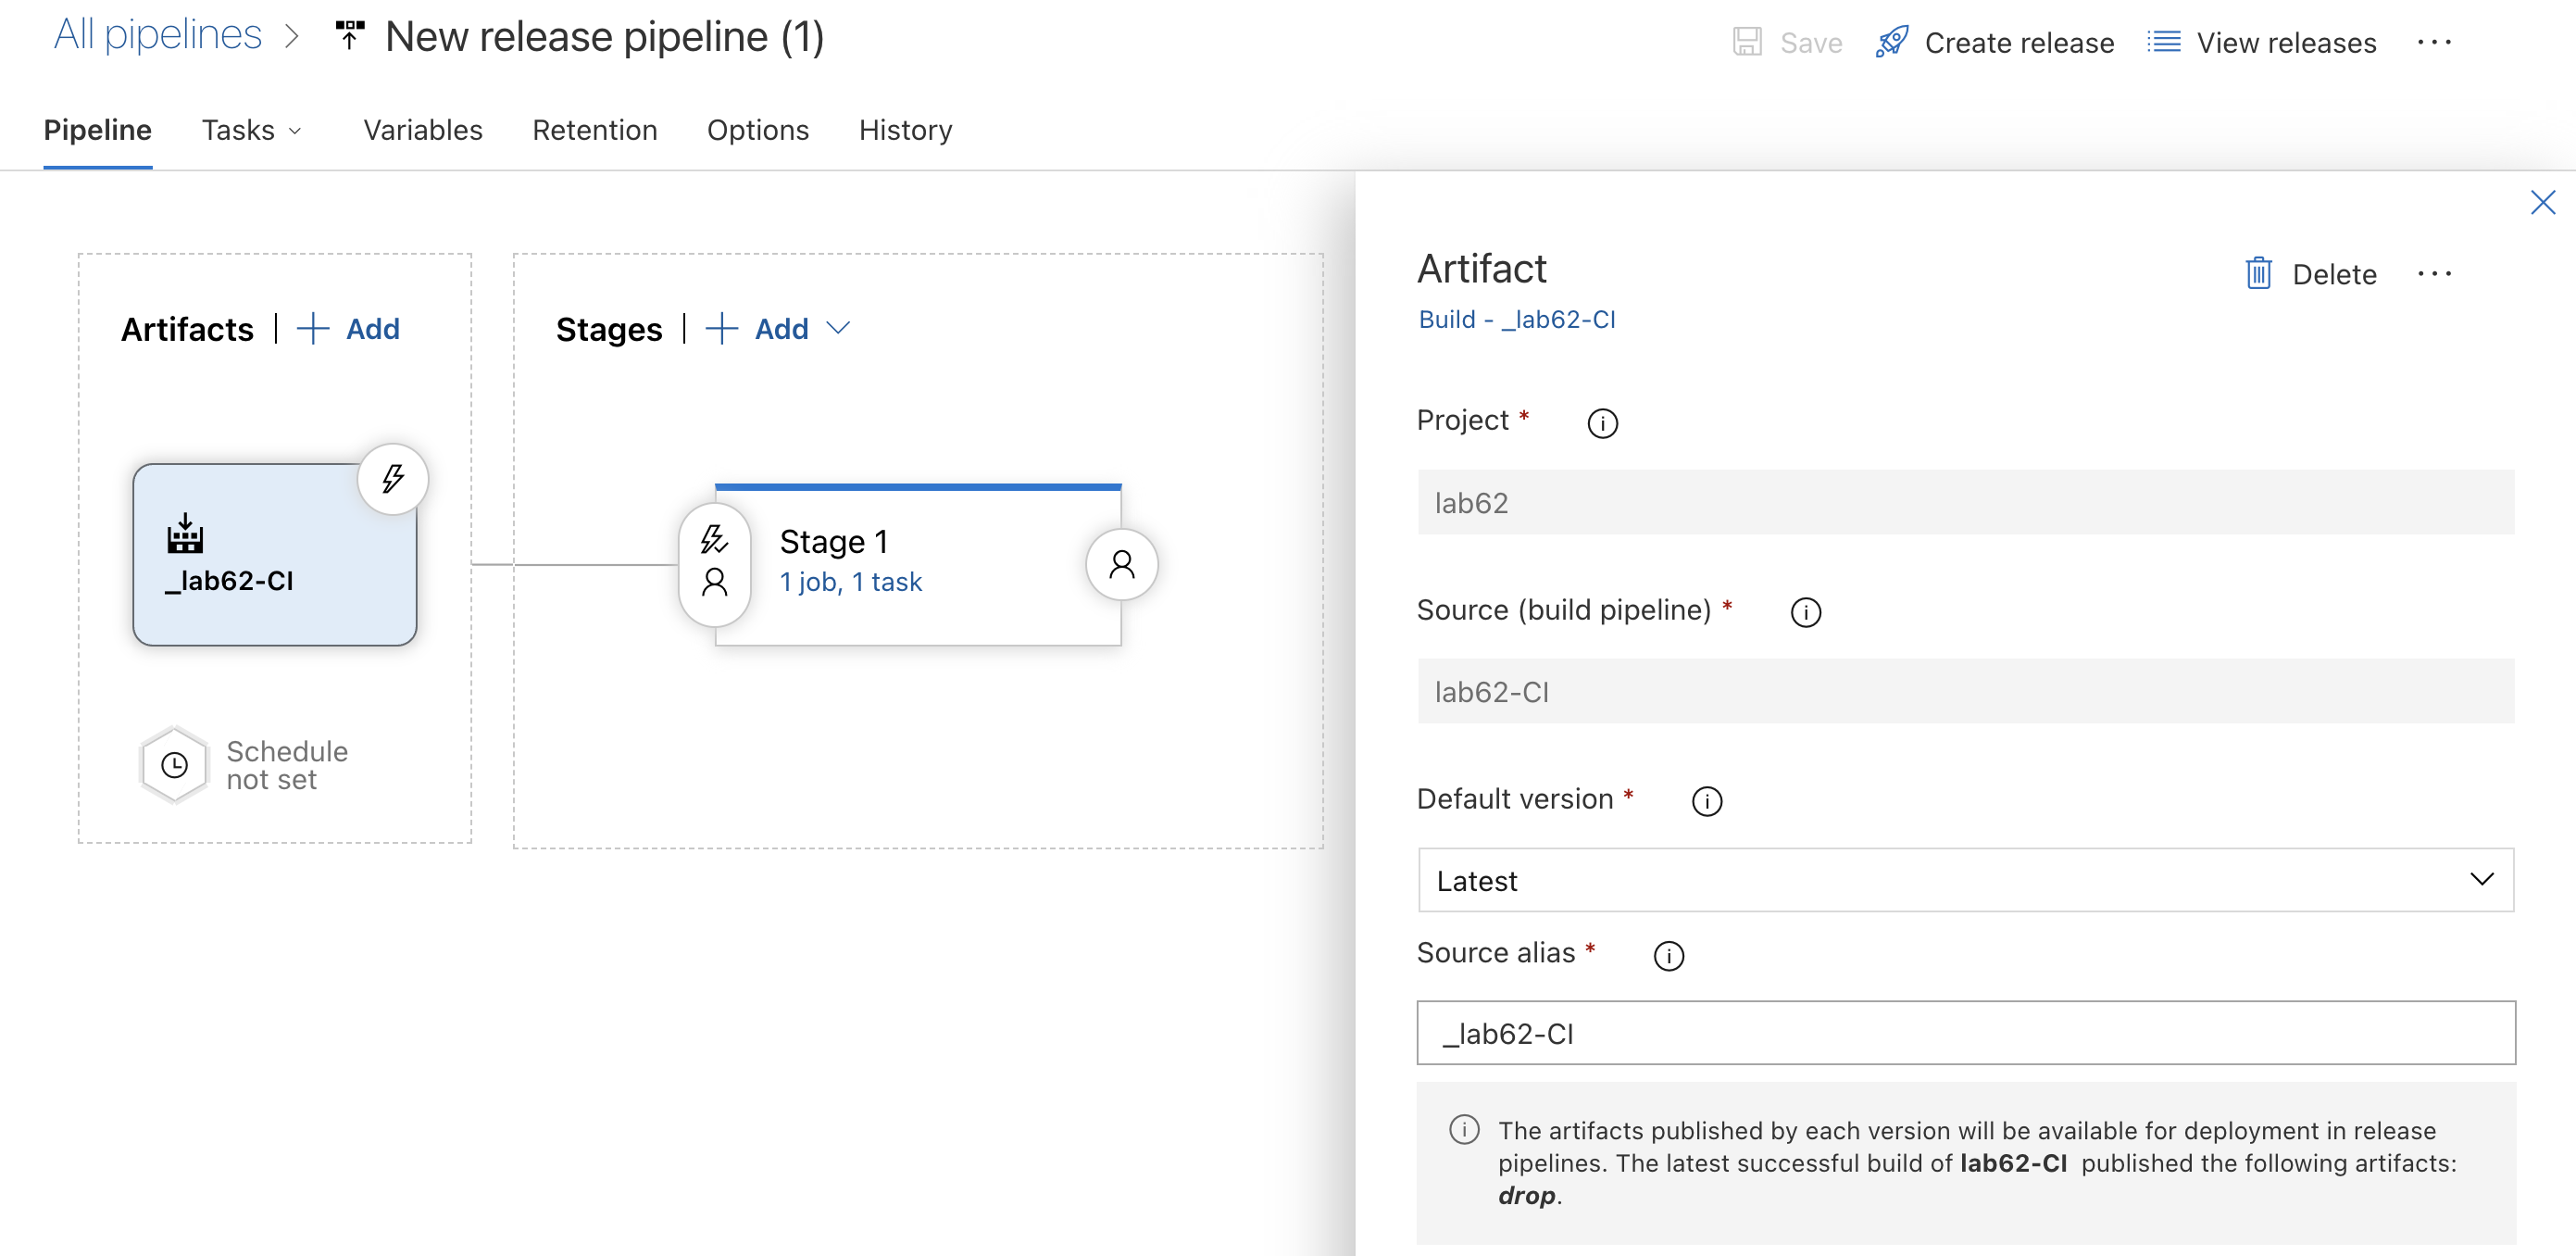 All pipelines
New release pipeline (1)
Save
Create release
View releases
Pipeline
Tasks
Variables
Retention
Options
History
Artifacts
Add
_lab62-CI
Schedule
not set
Stages
Add
Stage 1
1 job, 1 task
Artifact
Delete
Build - _lab62-CI
Project *
lab62
Source (build pipeline) *
lab62-CI
Default version *
Latest
Source alias *
_lab62-CI
The artifacts published by each version will be available for deployment in release
pipelines. The latest successful build of lab62-CI published the following artifacts:
drop.